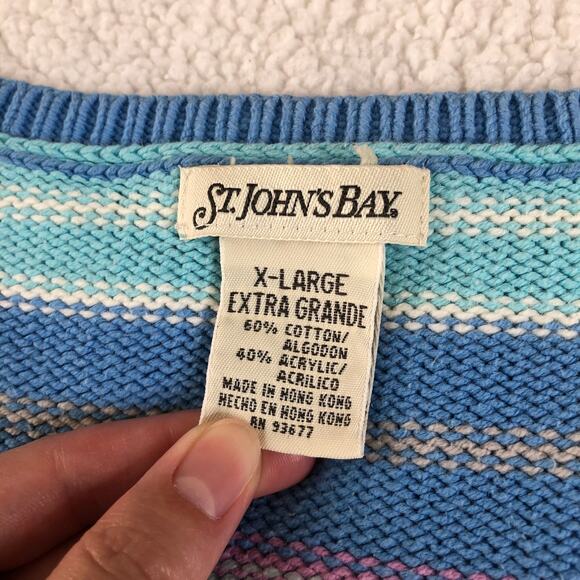 ST. JOHN'S BAY.
X-LARGE
EXTRA GRANDE
60% COTTON/
ALGODON
40% ACRYLIC/
ACRILICO
MADE IN HONG KONG
HECHO EN HONG KONG
RN 93677